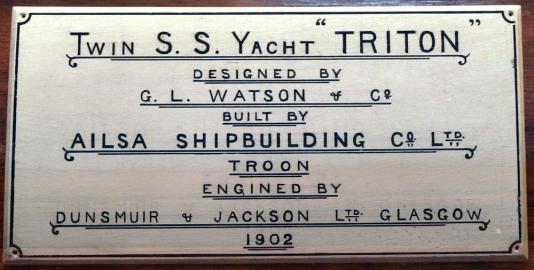 Twin S. S. Yacht "TRITON"
DESIGNED BY
G. L. WATSON & Co
BUILT BY
AILSA SHIPBUILDING Co. LTD.
TROON
ENGINED BY
DUNSMUIR & JACKSON LTD. GLASGOW
1902